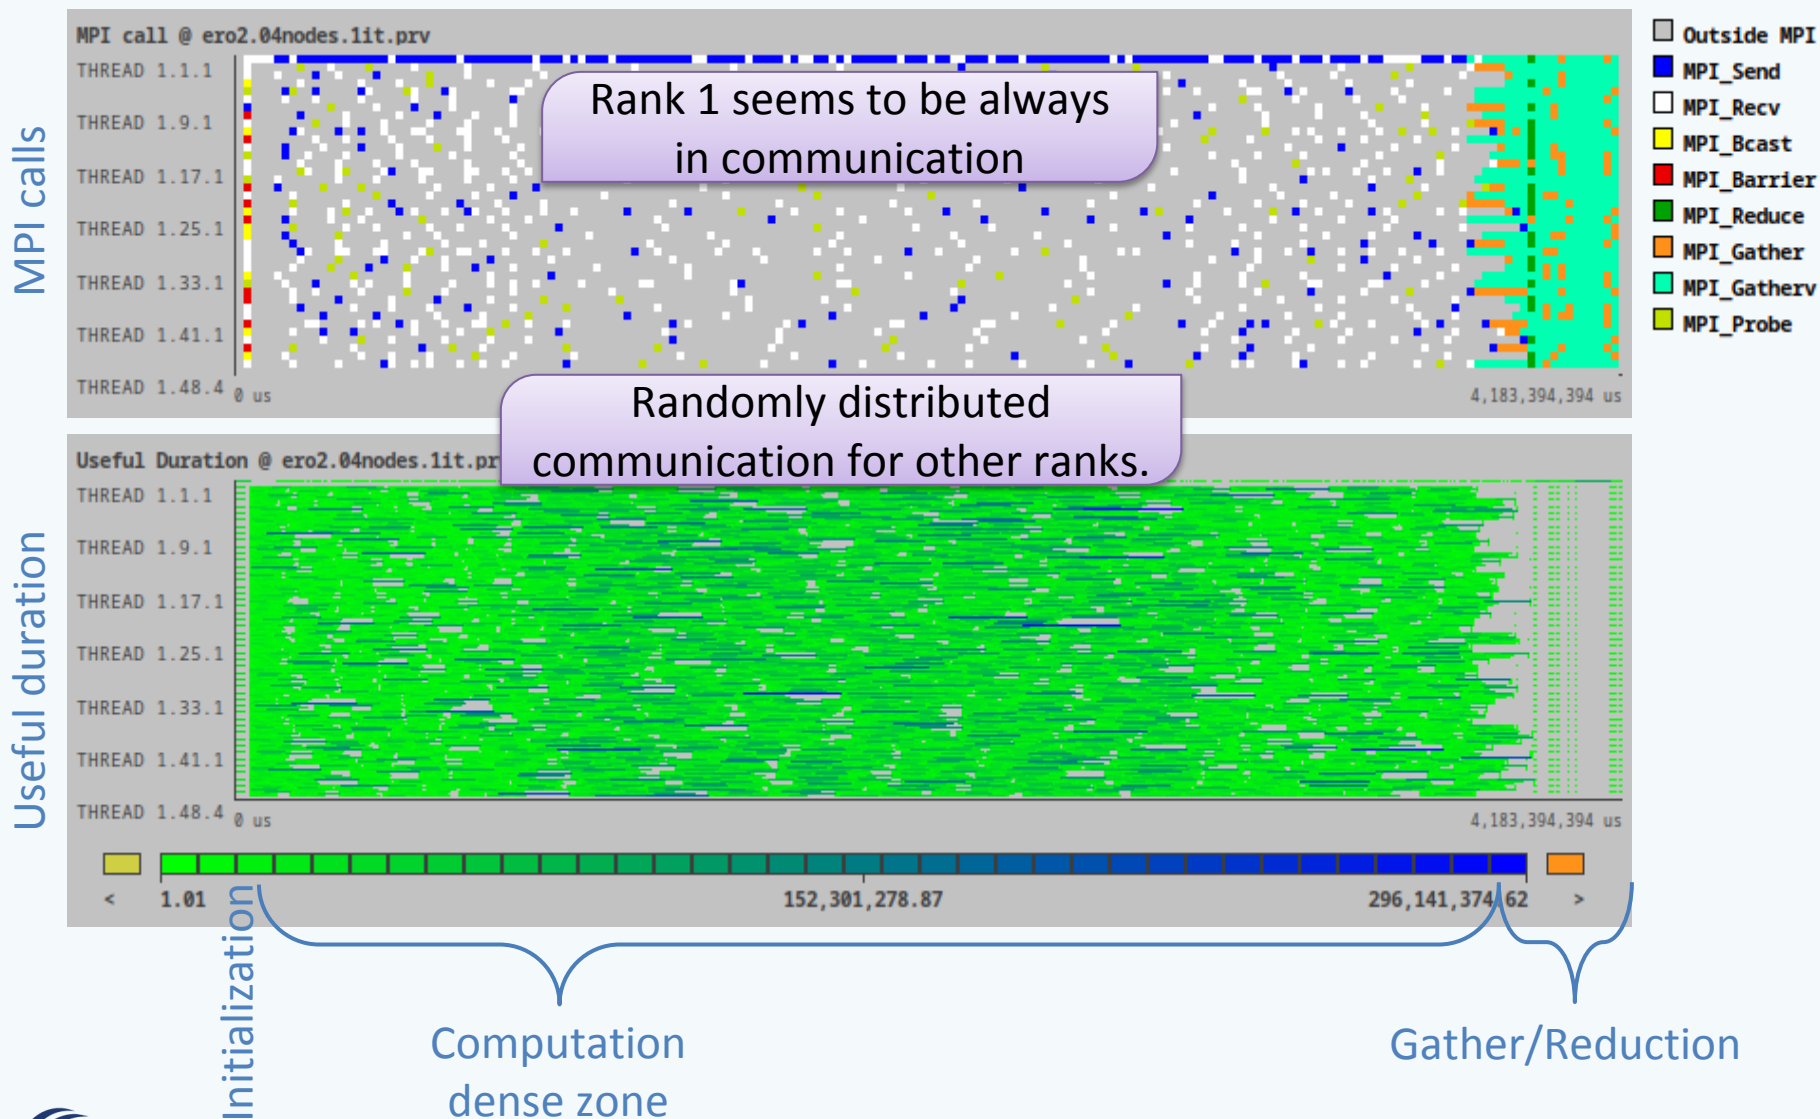 MPI calls
MPI call @ ero2.04nodes.1it.prv
THREAD 1.1.1
THREAD 1.9.1
THREAD 1.17.1
THREAD 1.25.1
THREAD 1.33.1
THREAD 1.41.1
THREAD 1.48.4
0 us
4,183,394,394 us
Rank 1 seems to be always
in communication
Outside MPI
MPI_Send
MPI_Recv
MPI_Bcast
MPI_Barrier
MPI_Reduce
MPI_Gather
MPI_Gatherv
MPI_Probe
Randomly distributed
communication for other ranks.
Useful duration
Useful Duration @ ero2.04nodes.1it.pr
THREAD 1.1.1
THREAD 1.9.1
THREAD 1.17.1
THREAD 1.25.1
THREAD 1.33.1
THREAD 1.41.1
THREAD 1.48.4
0 us
4,183,394,394 us
<
1.01
152,301,278.87
296,141,374.62
>
Initialization
Computation
dense zone
Gather/Reduction